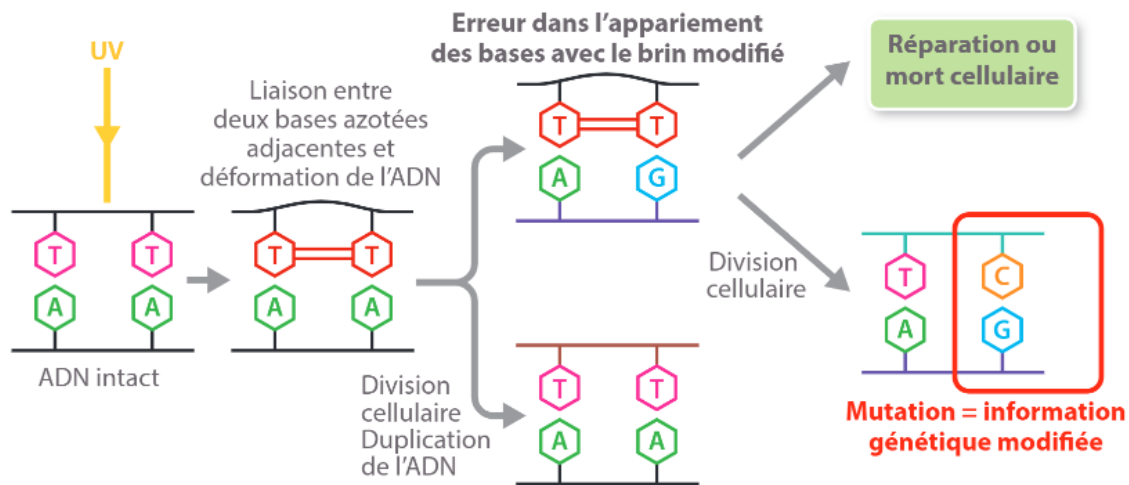 UV
Liaison entre
deux bases azotées
adjacentes et
déformation de l'ADN
T T
A A
ADN intact
T T
A A
Erreur dans l'appariement
des bases avec le brin modifié
T T
A G
Division
cellulaire
Duplication
de l'ADN
T T
A A
Réparation ou
mort cellulaire
Division
cellulaire
T C
A G
Mutation = information
génétique modifiée